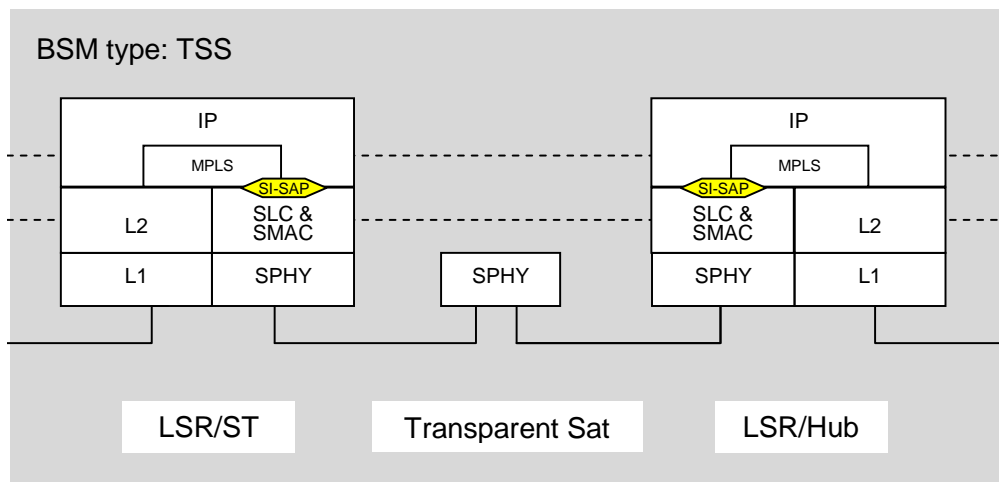 BSM type: TSS
IP
IP
MPLS
MPLS
SI-SAP
SI-SAP
L2
SLC &
SMAC
SLC &
SMAC
L2
L1
SPHY
SPHY
SPHY
L1
LSR/ST
Transparent Sat
LSR/Hub